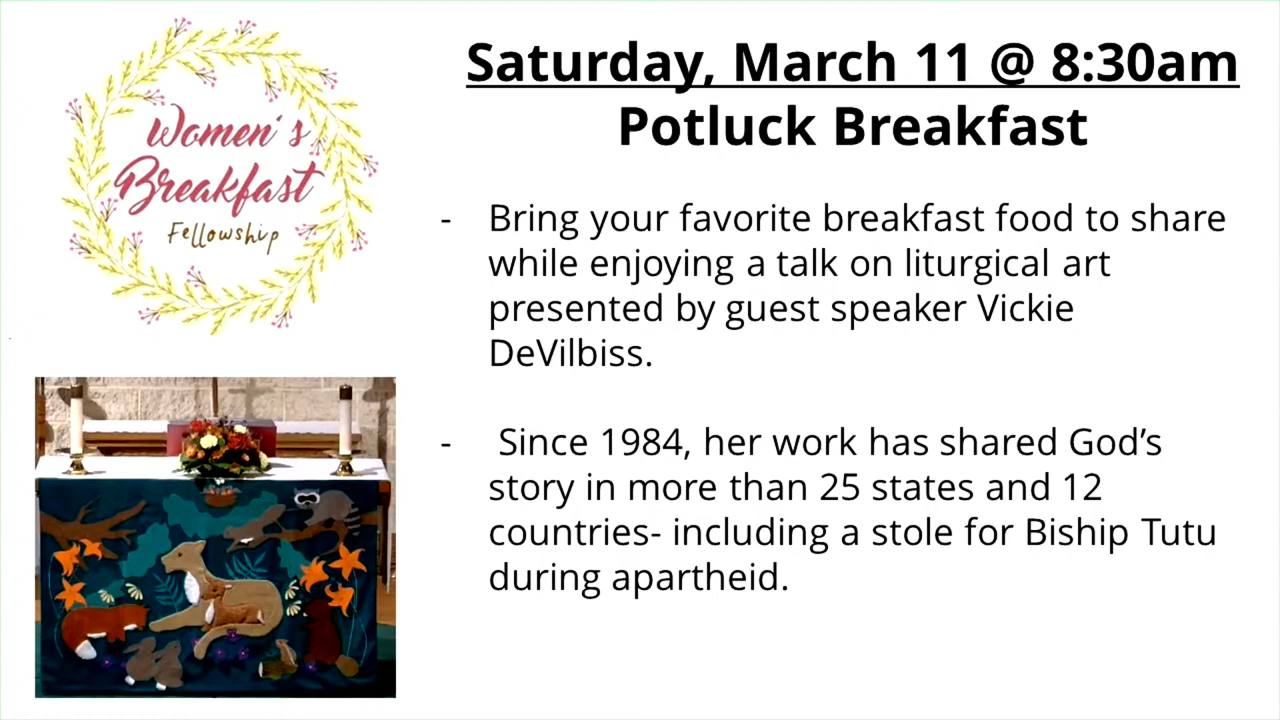 Women's
Breakfast
Fellowship
Saturday, March 11 @ 8:30am
Potluck Breakfast
- Bring your favorite breakfast food to share
while enjoying a talk on liturgical art
presented by guest speaker Vickie
DeVilbiss.
- Since 1984, her work has shared God’s
story in more than 25 states and 12
countries- including a stole for Biship Tutu
during apartheid.